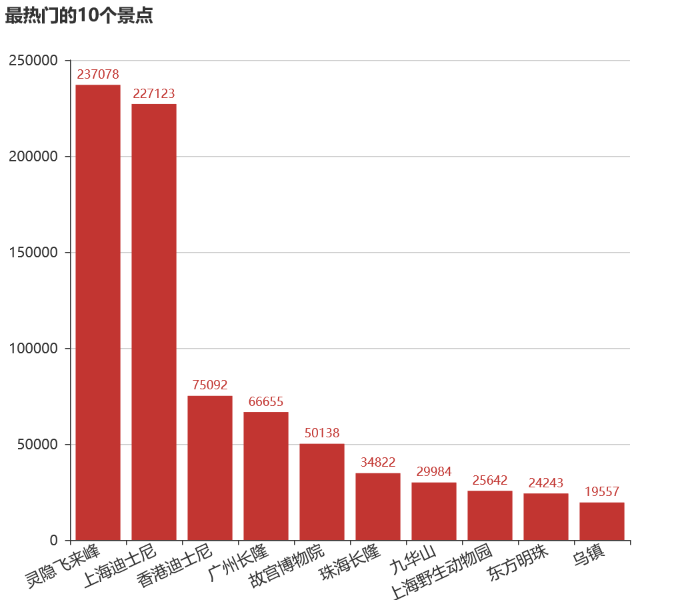 最热门的10个景点
250000
200000
150000
100000
50000
0
237078
227123
75092
66655
50138
34822
29984
25642
24243
19557
灵隐飞来峰
上海迪士尼
香港迪士尼
广州长隆
故宫博物院
珠海长隆
九华山
上海野生动物园
东方明珠
乌镇